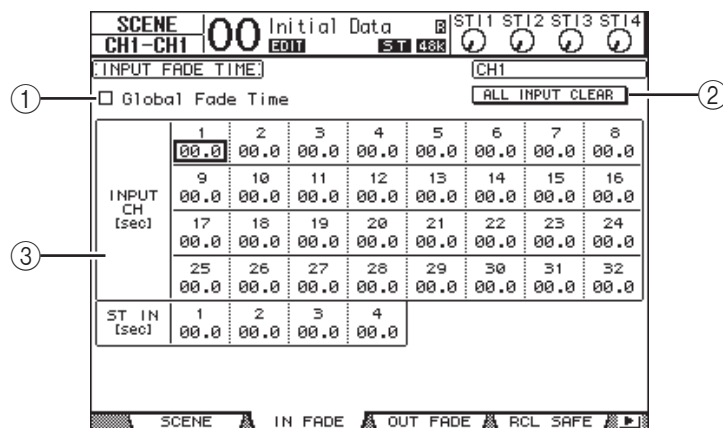 SCENE
CH1-CH1
00 Initial Data R
EDIT ST 48K
STI1 STI2 STI3 STI4
INPUT FADE TIME
CH1
① Global Fade Time
ALL INPUT CLEAR ②
1 2 3 4 5 6 7 8
00.0 00.0 00.0 00.0 00.0 00.0 00.0 00.0
9 10 11 12 13 14 15 16
INPUT CH [sec]
00.0 00.0 00.0 00.0 00.0 00.0 00.0 00.0
17 18 19 20 21 22 23 24
00.0 00.0 00.0 00.0 00.0 00.0 00.0 00.0
③
25 26 27 28 29 30 31 32
00.0 00.0 00.0 00.0 00.0 00.0 00.0 00.0
ST IN [sec]
1 2 3 4
00.0 00.0 00.0 00.0
SCENE IN FADE OUT FADE RCL SAFE